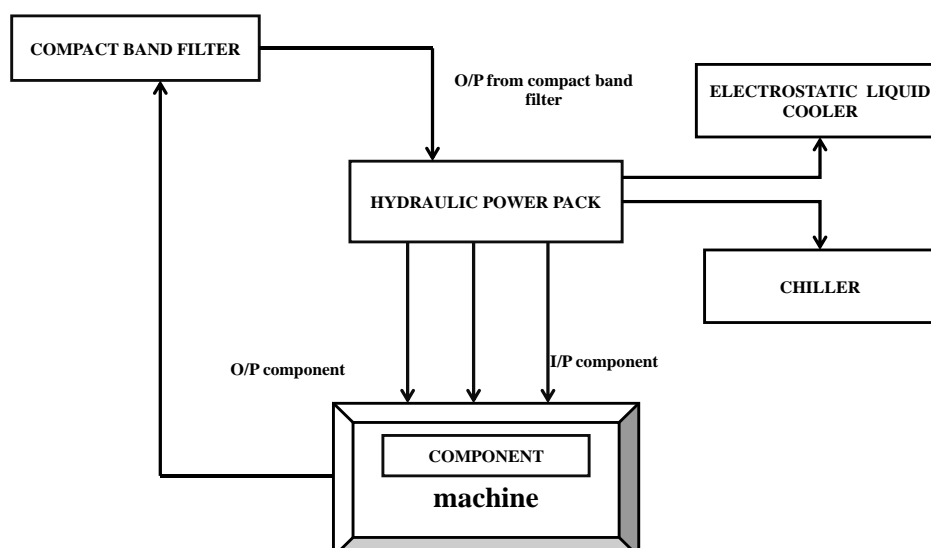 COMPACT BAND FILTER
O/P from compact band
filter
ELECTROSTATIC LIQUID
COOLER
HYDRAULIC POWER PACK
CHILLER
O/P component
I/P component
COMPONENT
machine